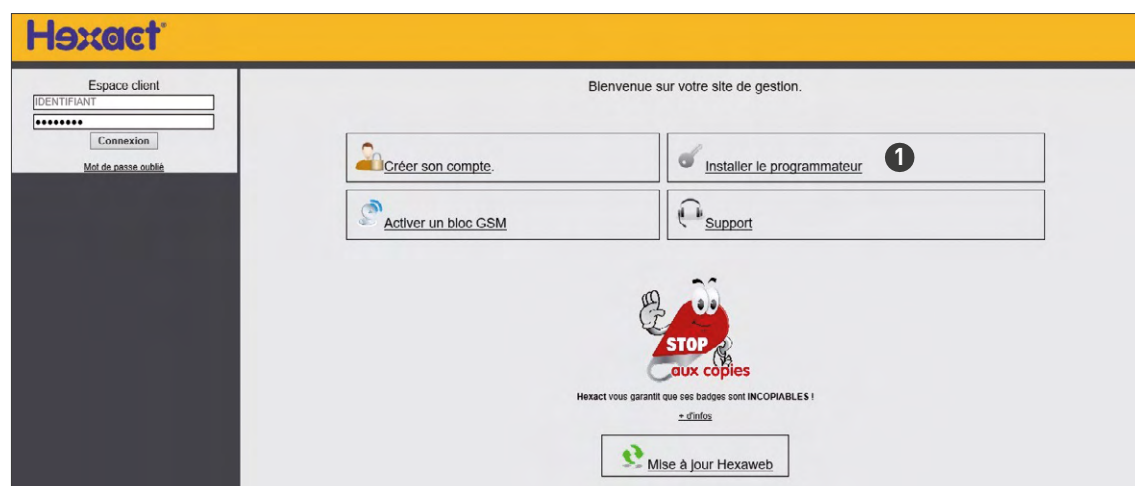 Hexact®
Espace client
IDENTIFIANT
••••••••
Connexion
Mot de passe oublié
Bienvenue sur votre site de gestion.
Créer son compte.
Installer le programmateur
1
Activer un bloc GSM
Support
STOP
aux copies
Hexact vous garantit que ses badges sont INCOPIABLES !
+ d'infos
Mise à jour Hexaweb